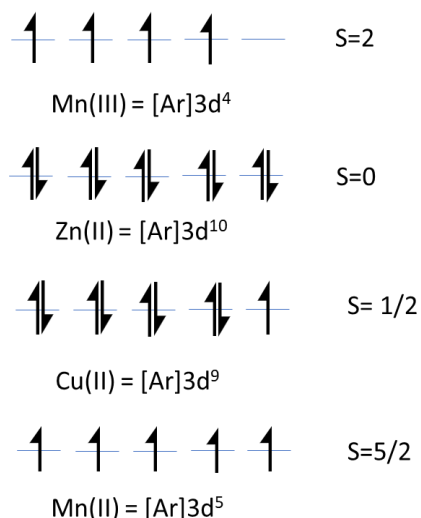 S=2
Mn(III) = [Ar]3d⁴
S=0
Zn(II) = [Ar]3d¹⁰
S= 1/2
Cu(II) = [Ar]3d⁹
S=5/2
Mn(II) = [Ar]3d⁵